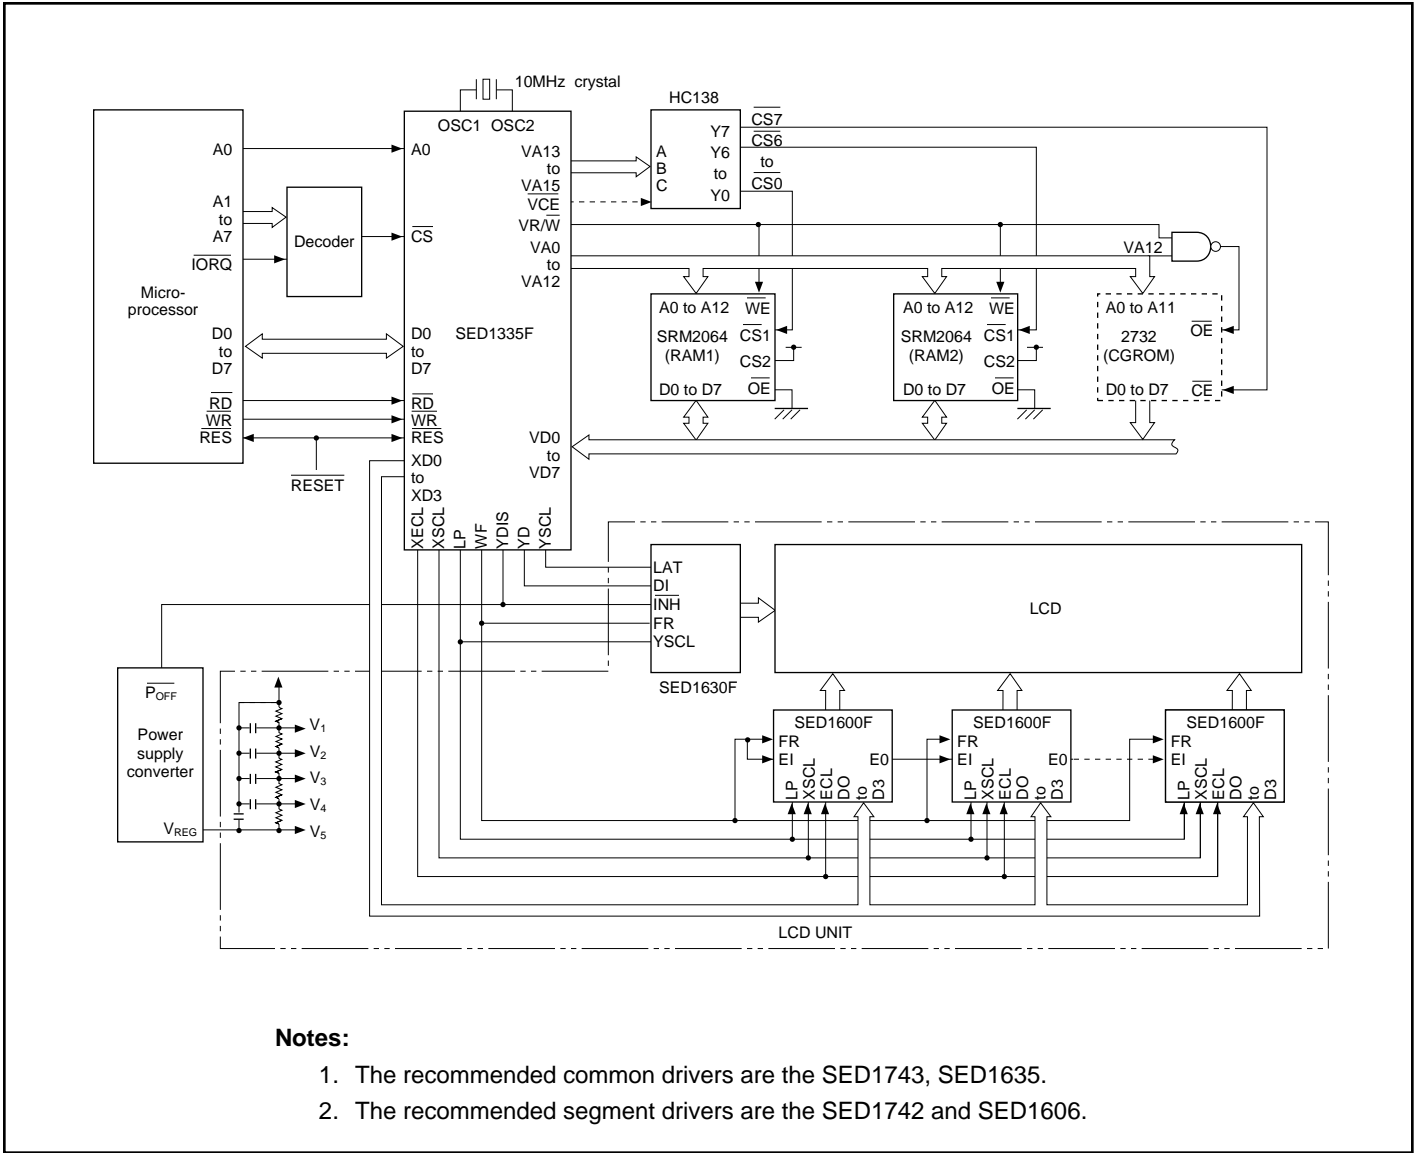 10MHz crystal
OSC1 OSC2
Micro-
processor
A0
A1
to
A7
IORQ
D0
to
D7
RD
WR
RES
RESET
Decoder
A0
CS
D0
to
D7
RD
WR
RES
XD0
to
XD3
SED1335F
VA13
to
VA15
VCE
VR/W
VA0
to
VA12
VD0
to
VD7
XECL
XSCL
LP
WF
YDIS
YD
YSCL
HC138
A
B
C
Y7
Y6
to
Y0
CS7
CS6
to
CS0
VA12
A0 to A12
WE
SRM2064
(RAM1)
CS1
CS2
D0 to D7
OE
A0 to A12
WE
SRM2064
(RAM2)
CS1
CS2
D0 to D7
OE
A0 to A11
2732
(CGROM)
OE
D0 to D7
CE
LAT
DI
INH
FR
YSCL
SED1630F
LCD
POFF
Power
supply
converter
VREG
V1
V2
V3
V4
V5
SED1600F
FR
EI
E0
LP
XSCL
ECL
DO
to
D3
SED1600F
FR
EI
E0
LP
XSCL
ECL
DO
to
D3
SED1600F
FR
EI
LP
XSCL
ECL
DO
to
D3
LCD UNIT
Notes:
1. The recommended common drivers are the SED1743, SED1635.
2. The recommended segment drivers are the SED1742 and SED1606.